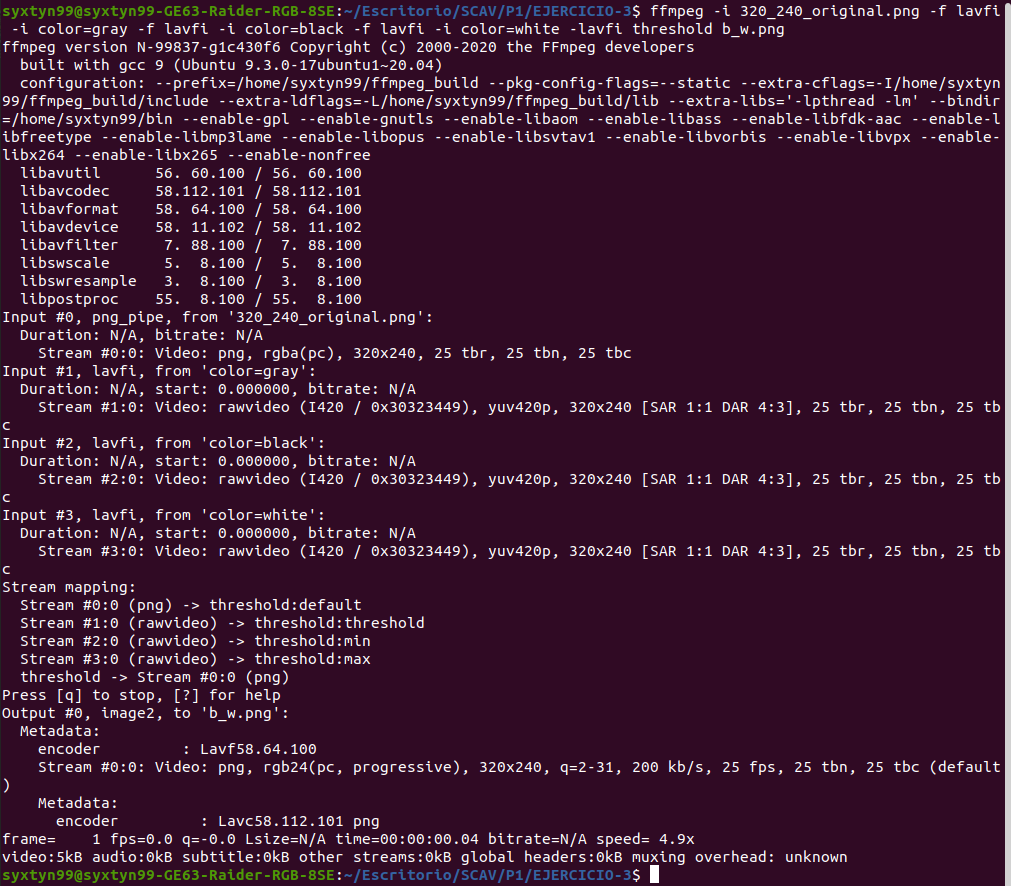 syxtyn99@syxtyn99-GE63-Raider-RGB-8SE:~/Escritorio/SCAV/P1/EJERCICIO-3$ ffmpeg -i 320_240_original.png -f lavfi
 -i color=gray -f lavfi -i color=black -f lavfi -i color=white -lavfi threshold b_w.png
ffmpeg version N-99837-g1c430f6 Copyright (c) 2000-2020 the FFmpeg developers
  built with gcc 9 (Ubuntu 9.3.0-17ubuntu1~20.04)
  configuration: --prefix=/home/syxtyn99/ffmpeg_build --pkg-config-flags=--static --extra-cflags=-I/home/syxtyn
99/ffmpeg_build/include --extra-ldflags=-L/home/syxtyn99/ffmpeg_build/lib --extra-libs='-lpthread -lm' --bindir
=/home/syxtyn99/bin --enable-gpl --enable-gnutls --enable-libaom --enable-libass --enable-libfdk-aac --enable-l
ibfreetype --enable-libmp3lame --enable-libopus --enable-libsvtav1 --enable-libvorbis --enable-libvpx --enable-
libx264 --enable-libx265 --enable-nonfree
  libavutil      56. 60.100 / 56. 60.100
  libavcodec     58.112.101 / 58.112.101
  libavformat    58. 64.100 / 58. 64.100
  libavdevice    58. 11.102 / 58. 11.102
  libavfilter     7. 88.100 /  7. 88.100
  libswscale      5.  8.100 /  5.  8.100
  libswresample   3.  8.100 /  3.  8.100
  libpostproc    55.  8.100 / 55.  8.100
Input #0, png_pipe, from '320_240_original.png':
  Duration: N/A, bitrate: N/A
    Stream #0:0: Video: png, rgba(pc), 320x240, 25 tbr, 25 tbn, 25 tbc
Input #1, lavfi, from 'color=gray':
  Duration: N/A, start: 0.000000, bitrate: N/A
    Stream #1:0: Video: rawvideo (I420 / 0x30323449), yuv420p, 320x240 [SAR 1:1 DAR 4:3], 25 tbr, 25 tbn, 25 tb
c
Input #2, lavfi, from 'color=black':
  Duration: N/A, start: 0.000000, bitrate: N/A
    Stream #2:0: Video: rawvideo (I420 / 0x30323449), yuv420p, 320x240 [SAR 1:1 DAR 4:3], 25 tbr, 25 tbn, 25 tb
c
Input #3, lavfi, from 'color=white':
  Duration: N/A, start: 0.000000, bitrate: N/A
    Stream #3:0: Video: rawvideo (I420 / 0x30323449), yuv420p, 320x240 [SAR 1:1 DAR 4:3], 25 tbr, 25 tbn, 25 tb
c
Stream mapping:
  Stream #0:0 (png) -> threshold:default
  Stream #1:0 (rawvideo) -> threshold:threshold
  Stream #2:0 (rawvideo) -> threshold:min
  Stream #3:0 (rawvideo) -> threshold:max
  threshold -> Stream #0:0 (png)
Press [q] to stop, [?] for help
Output #0, image2, to 'b_w.png':
  Metadata:
    encoder         : Lavf58.64.100
    Stream #0:0: Video: png, rgb24(pc, progressive), 320x240, q=2-31, 200 kb/s, 25 fps, 25 tbn, 25 tbc (default
)
    Metadata:
      encoder         : Lavc58.112.101 png
frame=    1 fps=0.0 q=-0.0 Lsize=N/A time=00:00:00.04 bitrate=N/A speed= 4.9x
video:5kB audio:0kB subtitle:0kB other streams:0kB global headers:0kB muxing overhead: unknown
syxtyn99@syxtyn99-GE63-Raider-RGB-8SE:~/Escritorio/SCAV/P1/EJERCICIO-3$